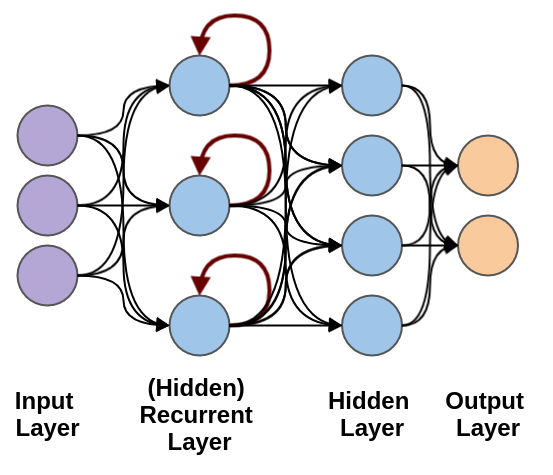 Input
Layer
(Hidden)
Recurrent
Layer
Hidden
Layer
Output
Layer